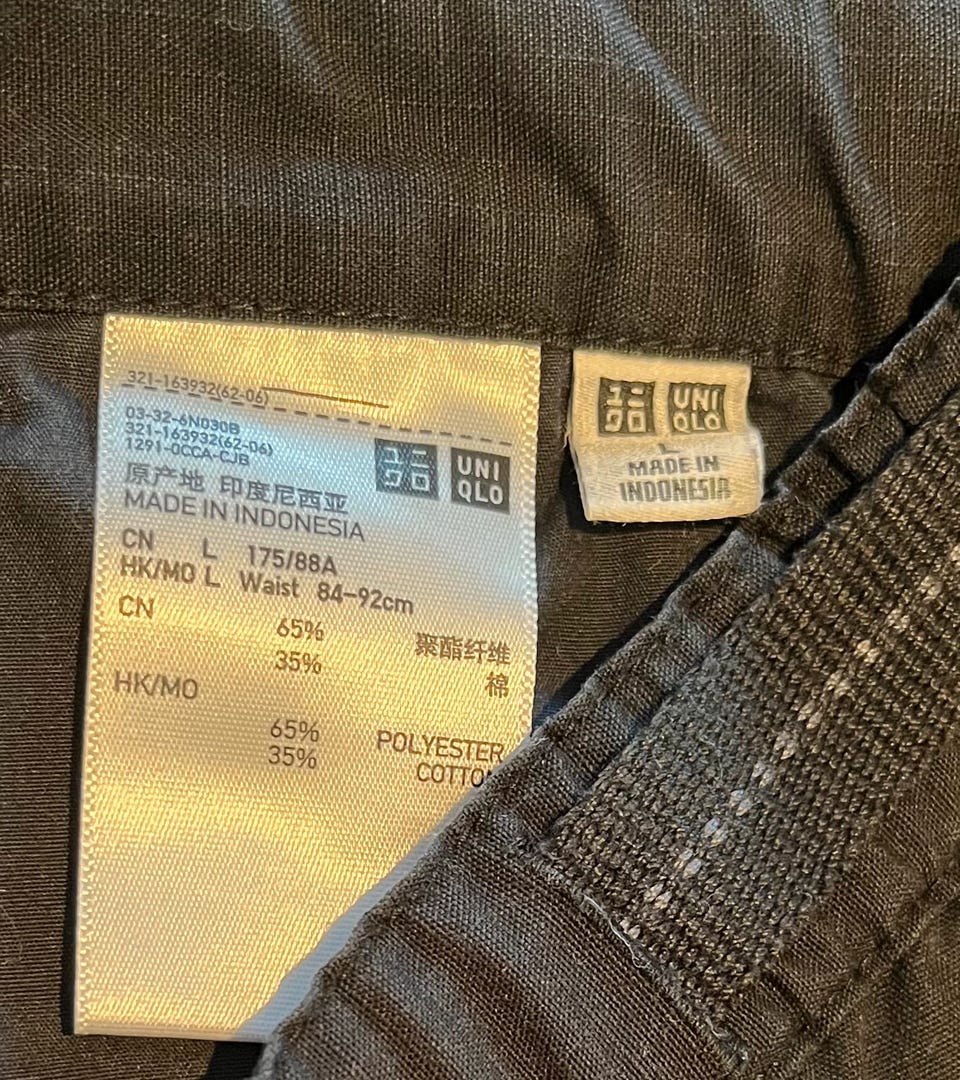 321-163932(62-06)
03-32-6N030B
321-163932(62-06)
1291-0CCA-CJB
ユニ
クロ
UNI
QLO
原产地 印度尼西亚
MADE IN INDONESIA
CN L 175/88A
HK/MO L Waist 84-92cm
CN
65% 聚酯纤维
35% 棉
HK/MO
65% POLYESTER
35% COTTON
ユニ
クロ
UNI
QLO
L
MADE IN
INDONESIA